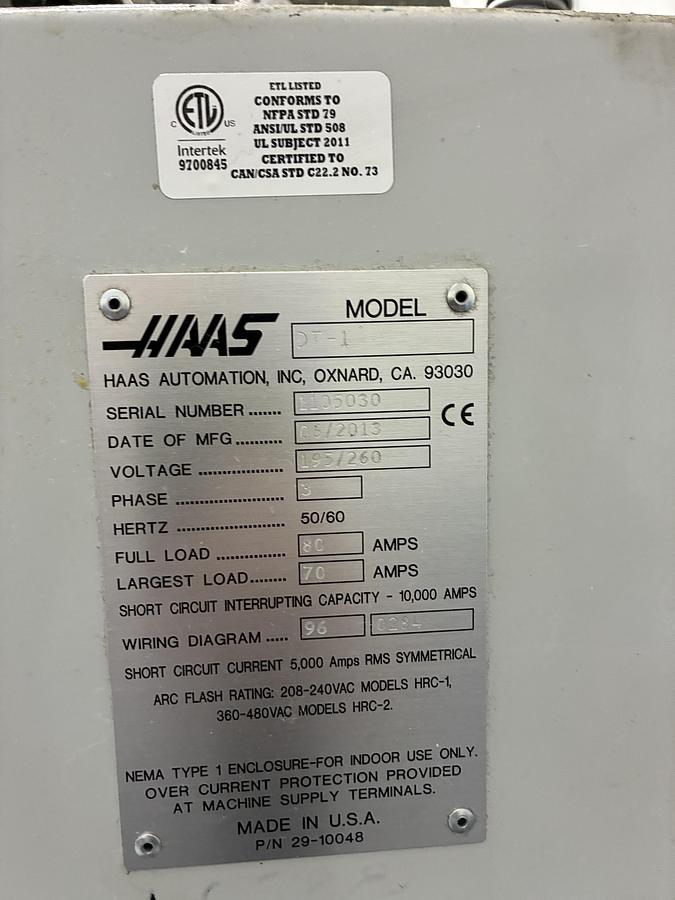 ETL LISTED
CONFORMS TO
NFPA STD 79
ANSI/UL STD 508
UL SUBJECT 2011
CERTIFIED TO
CAN/CSA STD C22.2 NO. 73
ETL
LISTED
C US
Intertek
9700845
HAAS
MODEL
DT-1
HAAS AUTOMATION, INC, OXNARD, CA. 93030
SERIAL NUMBER ....... 1105030
DATE OF MFG .......... 06/2013
CE
VOLTAGE .................. 195/260
PHASE ....................... 3
HERTZ ....................... 50/60
FULL LOAD ............... 80 AMPS
LARGEST LOAD........ 70 AMPS
SHORT CIRCUIT INTERRUPTING CAPACITY - 10,000 AMPS
WIRING DIAGRAM ..... 96 0284
SHORT CIRCUIT CURRENT 5,000 Amps RMS SYMMETRICAL
ARC FLASH RATING: 208-240VAC MODELS HRC-1,
360-480VAC MODELS HRC-2.
NEMA TYPE 1 ENCLOSURE-FOR INDOOR USE ONLY.
OVER CURRENT PROTECTION PROVIDED
AT MACHINE SUPPLY TERMINALS.
MADE IN U.S.A.
P/N 29-10048